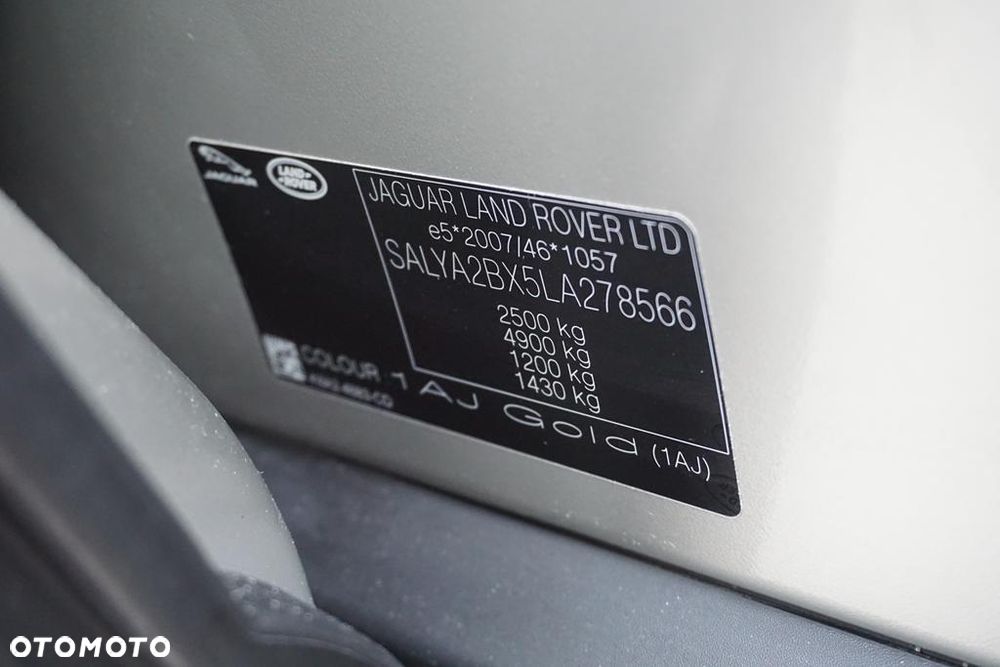 JAGUAR
LAND
ROVER
JAGUAR LAND ROVER LTD
e5*2007/46*1057
SALYA2BX5LA278566
2500 kg
4900 kg
1200 kg
1430 kg
COLOUR 1AJ Gold (1AJ)
OTOMOTO